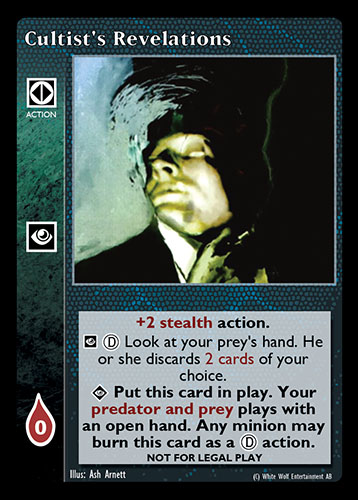 Cultist's Revelations
ACTION
+2 stealth action.
D Look at your prey's hand. He
or she discards 2 cards of your
choice.
Put this card in play. Your
predator and prey plays with
an open hand. Any minion may
burn this card as a D action.
NOT FOR LEGAL PLAY
0
Illus: Ash Arnett
(C) White Wolf Entertainment AB